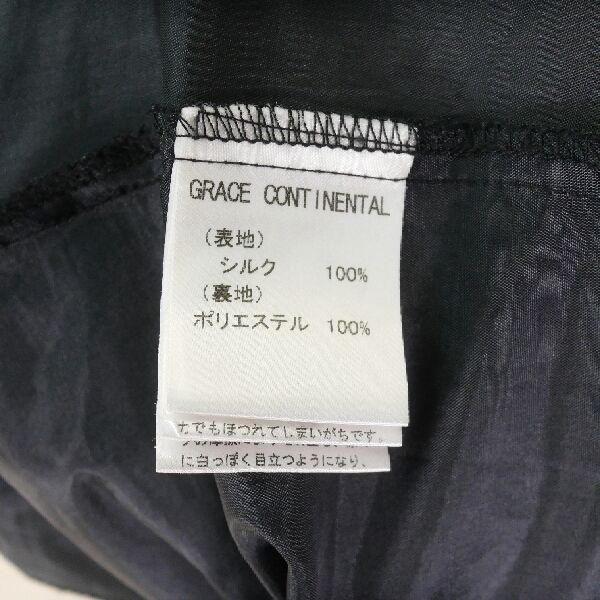 GRACE CONTINENTAL
（表地）
シルク 100%
（裏地）
ポリエステル 100%
でもほつれてしまいがちです。
に白っぽく目立つようになり、